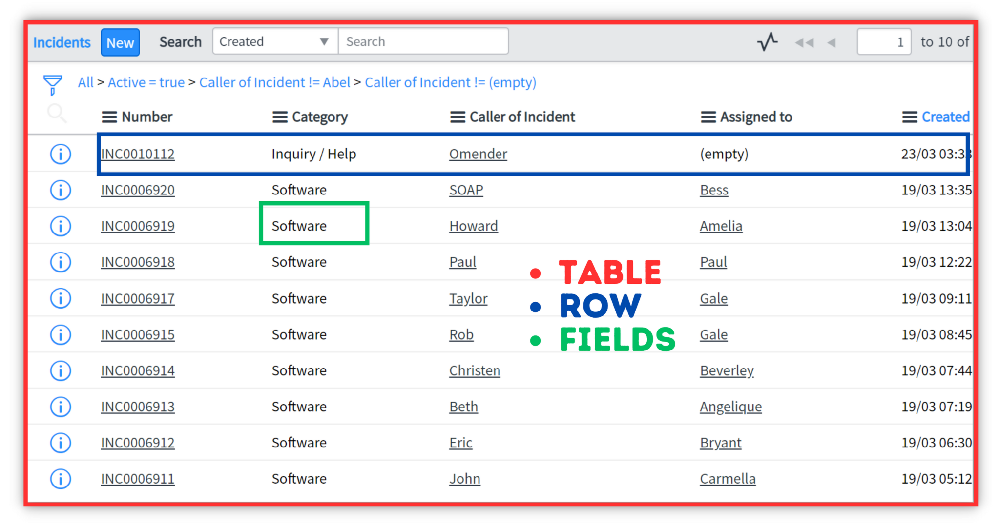 Incidents New Search Created Search 1 to 10 of
All > Active = true > Caller of Incident != Abel > Caller of Incident != (empty)
Number Category Caller of Incident Assigned to Created
INC0010112 Inquiry / Help Omender (empty) 23/03 03:33
INC0006920 Software SOAP Bess 19/03 13:35
INC0006919 Software Howard Amelia 19/03 13:04
INC0006918 Software Paul Paul 19/03 12:22
INC0006917 Software Taylor Gale 19/03 09:11
INC0006915 Software Rob Gale 19/03 08:45
INC0006914 Software Christen Beverley 19/03 07:44
INC0006913 Software Beth Angelique 19/03 07:19
INC0006912 Software Eric Bryant 19/03 06:30
INC0006911 Software John Carmella 19/03 05:12
• TABLE
• ROW
• FIELDS